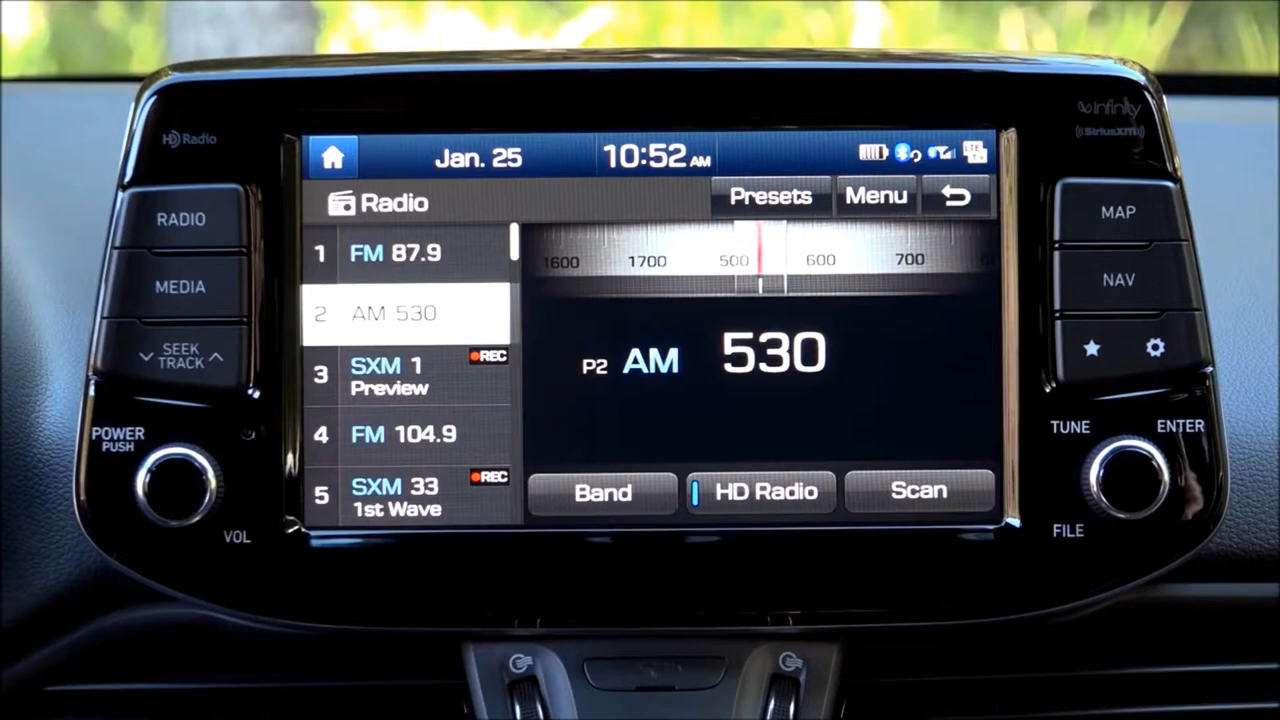 HD Radio
infinity
((SiriusXM))
Jan. 25
10:52 AM
LTE
Radio
Presets
Menu
RADIO
MEDIA
SEEK
TRACK
MAP
NAV
1 FM 87.9
2 AM 530
3 SXM 1 REC
Preview
4 FM 104.9
5 SXM 33 REC
1st Wave
1600 1700 500 600 700
P2 AM 530
Band
HD Radio
Scan
POWER
PUSH
VOL
TUNE
ENTER
FILE